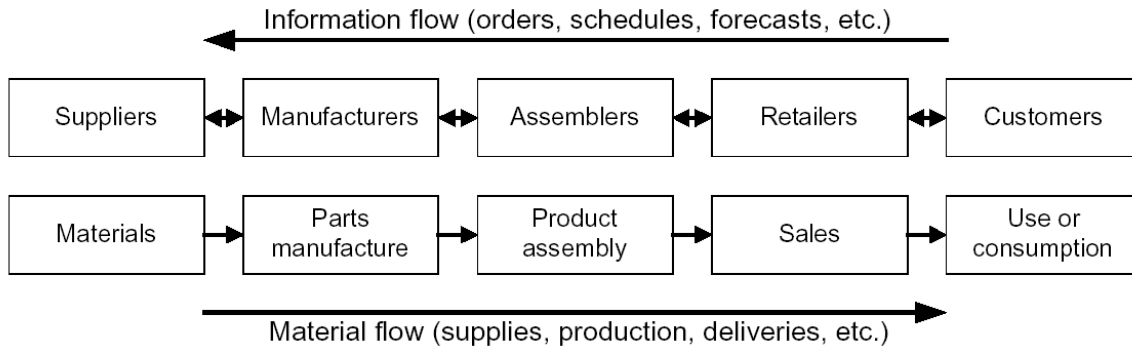 Information flow (orders, schedules, forecasts, etc.)
Suppliers
Manufacturers
Assemblers
Retailers
Customers
Materials
Parts
manufacture
Product
assembly
Sales
Use or
consumption
Material flow (supplies, production, deliveries, etc.)